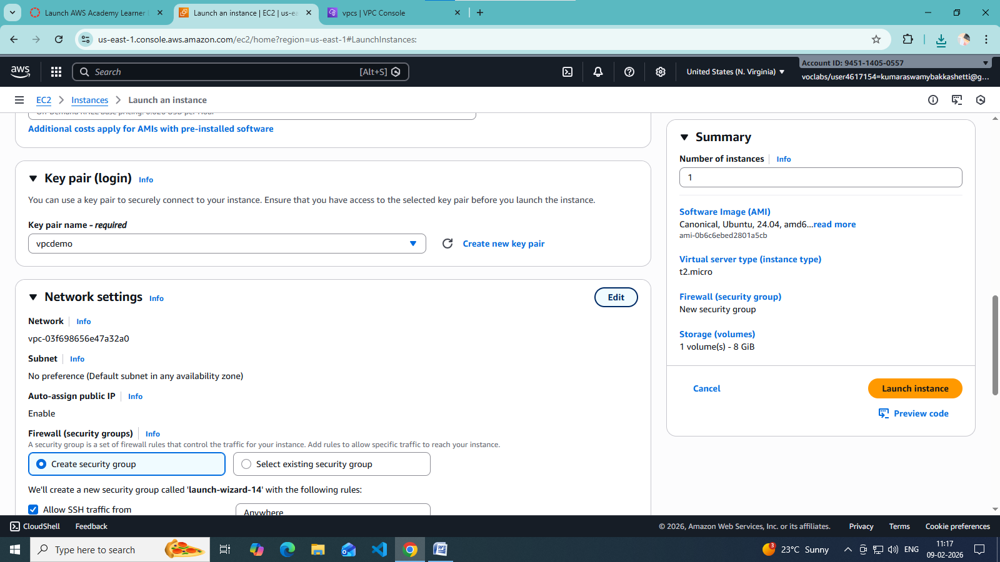 Launch AWS Academy Learner L
Launch an instance | EC2 | us-ea
vpcs | VPC Console
us-east-1.console.aws.amazon.com/ec2/home?region=us-east-1#LaunchInstances:
aws
Search
[Alt+S]
United States (N. Virginia)
Account ID: 9451-1405-0557
voclabs/user4617154=kumaraswamybakkashetti@g...
EC2
Instances
Launch an instance
Additional costs apply for AMIs with pre-installed software
Key pair (login) Info
You can use a key pair to securely connect to your instance. Ensure that you have access to the selected key pair before you launch the instance.
Key pair name - required
vpcdemo
Create new key pair
Network settings Info
Edit
Network Info
vpc-03f698656e47a32a0
Subnet Info
No preference (Default subnet in any availability zone)
Auto-assign public IP Info
Enable
Firewall (security groups) Info
A security group is a set of firewall rules that control the traffic for your instance. Add rules to allow specific traffic to reach your instance.
Create security group
Select existing security group
We'll create a new security group called 'launch-wizard-14' with the following rules:
Allow SSH traffic from
Anywhere
Summary
Number of instances Info
1
Software Image (AMI)
Canonical, Ubuntu, 24.04, amd6...read more
ami-0b6c6ebed2801a5cb
Virtual server type (instance type)
t2.micro
Firewall (security group)
New security group
Storage (volumes)
1 volume(s) - 8 GiB
Cancel
Launch instance
Preview code
CloudShell
Feedback
© 2026, Amazon Web Services, Inc. or its affiliates.
Privacy
Terms
Cookie preferences
Type here to search
3
23°C Sunny
ENG
11:17
09-02-2026